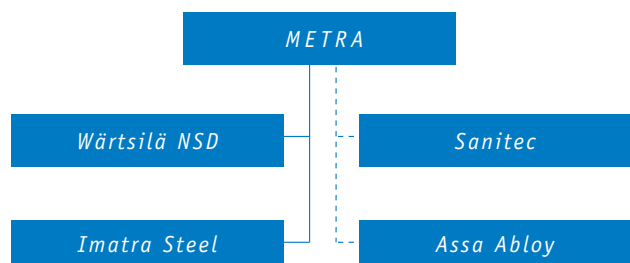 METRA
Wärtsilä NSD
Sanitec
Imatra Steel
Assa Abloy